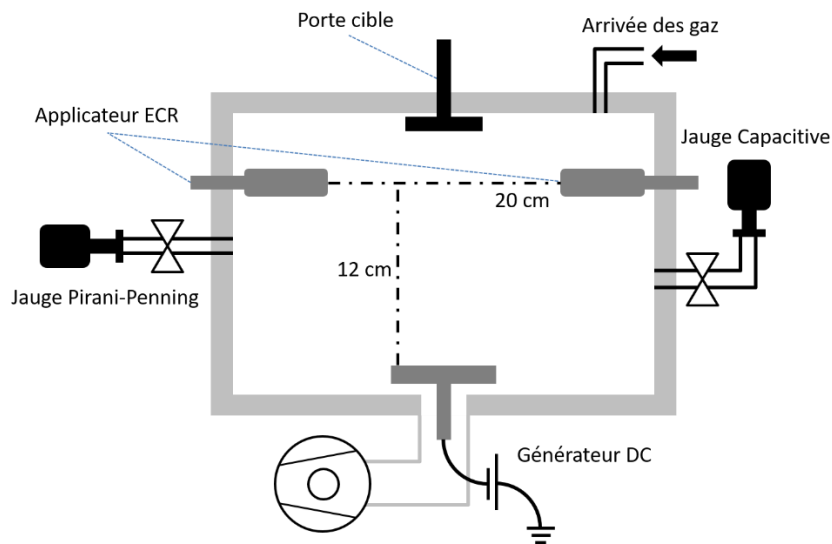 Porte cible
Arrivée des gaz
Applicateur ECR
Jauge Capacitive
20 cm
12 cm
Jauge Pirani-Penning
Générateur DC